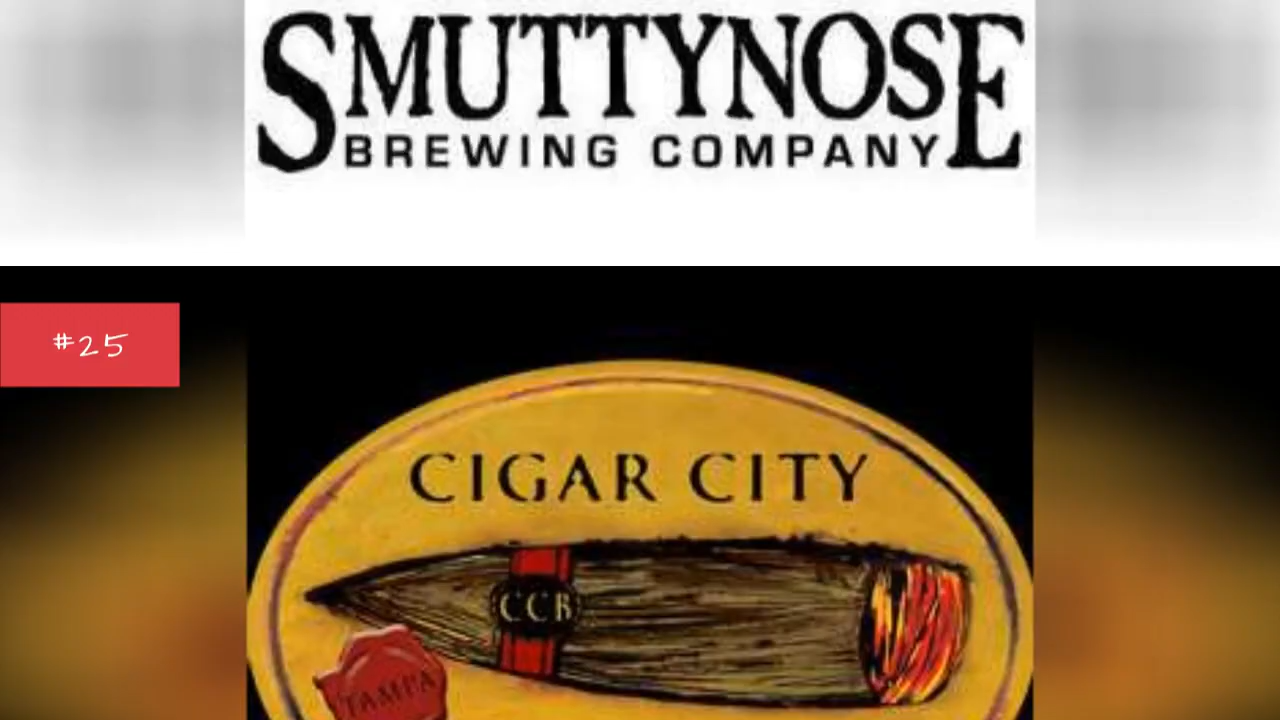 SMUTTYNOSE
BREWING COMPANY
#25
CIGAR CITY
CCB
TAMPA